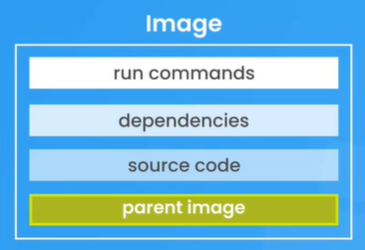 Image
run commands
dependencies
source code
parent image